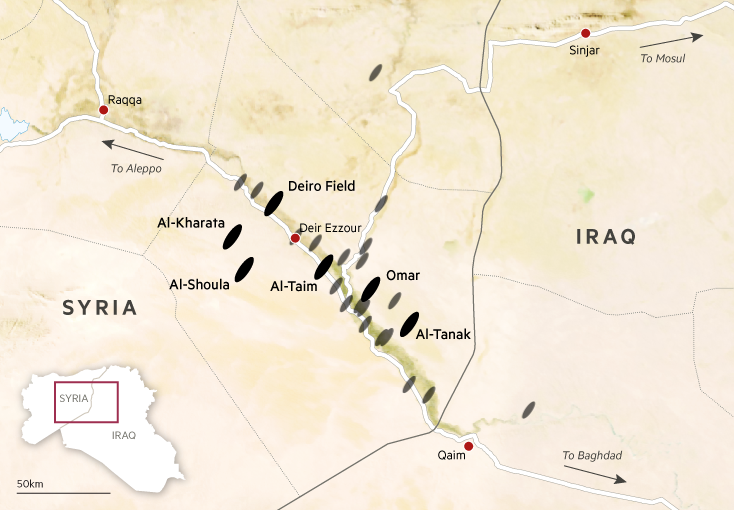 Sinjar
To Mosul
Raqqa
To Aleppo
Deiro Field
Al-Kharata
Deir Ezzour
IRAQ
Al-Shoula
Al-Taim
Omar
SYRIA
Al-Tanak
SYRIA
IRAQ
Qaim
To Baghdad
50km